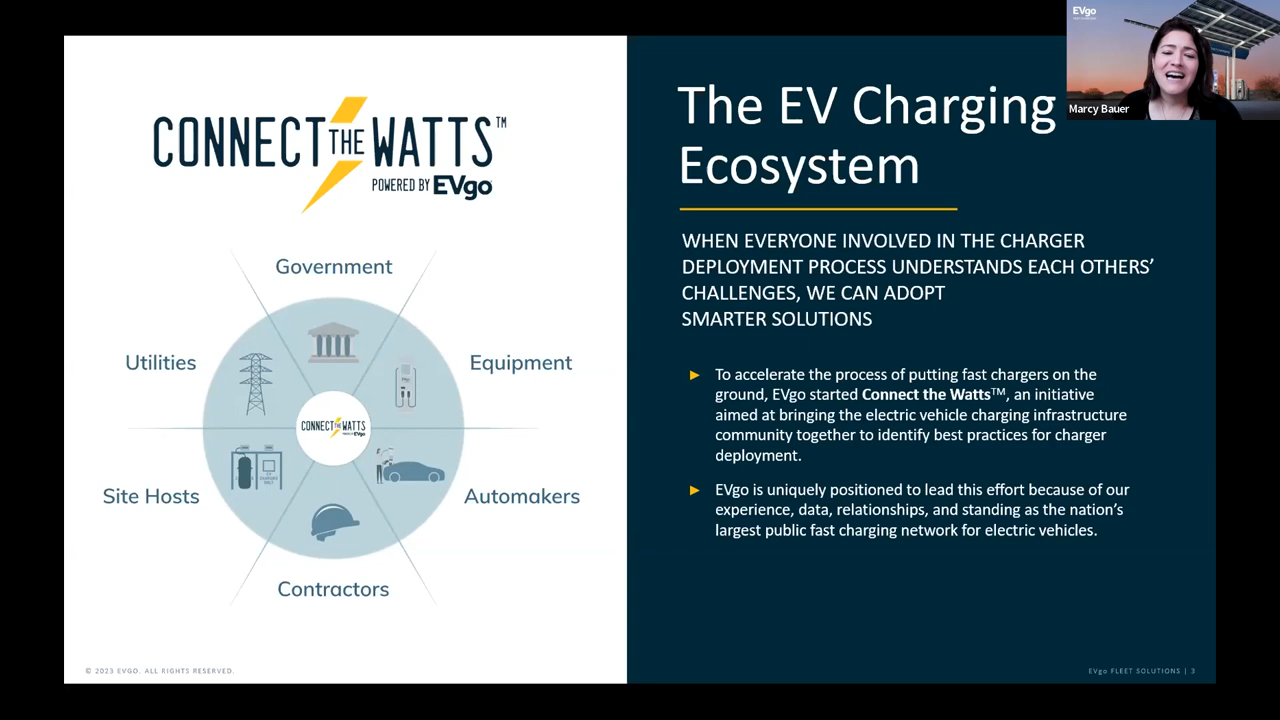 CONNECT THE WATTS™
POWERED BY EVgo
Government
Utilities
Equipment
CONNECT THE WATTS
Site Hosts
Automakers
Contractors
© 2023 EVGO. ALL RIGHTS RESERVED.
The EV Charging
Ecosystem
WHEN EVERYONE INVOLVED IN THE CHARGER
DEPLOYMENT PROCESS UNDERSTANDS EACH OTHERS’
CHALLENGES, WE CAN ADOPT
SMARTER SOLUTIONS
► To accelerate the process of putting fast chargers on the
ground, EVgo started Connect the Watts™, an initiative
aimed at bringing the electric vehicle charging infrastructure
community together to identify best practices for charger
deployment.
► EVgo is uniquely positioned to lead this effort because of our
experience, data, relationships, and standing as the nation’s
largest public fast charging network for electric vehicles.
EVgo FLEET SOLUTIONS | 3
EVgo
Marcy Bauer